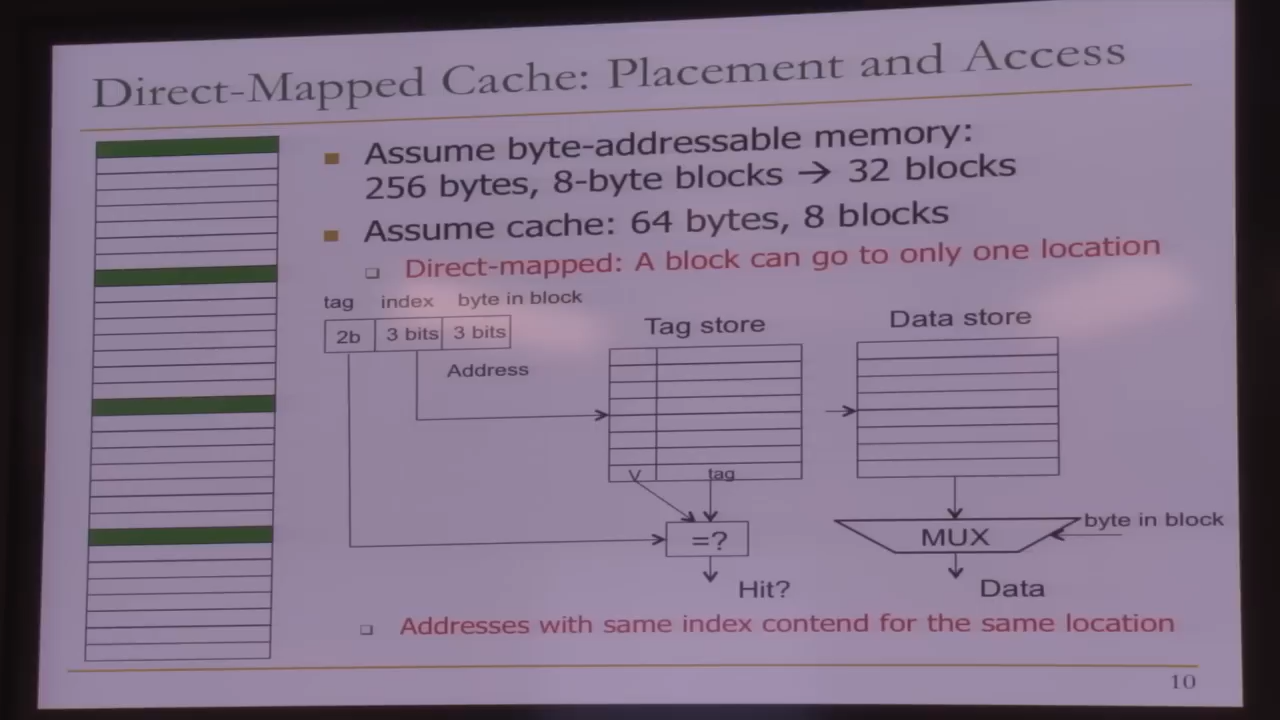 Direct-Mapped Cache: Placement and Access
Assume byte-addressable memory:
256 bytes, 8-byte blocks → 32 blocks
Assume cache: 64 bytes, 8 blocks
Direct-mapped: A block can go to only one location
tag index byte in block
2b 3 bits 3 bits
Address
Tag store
Data store
V tag
=?
Hit?
MUX
byte in block
Data
Addresses with same index contend for the same location
10